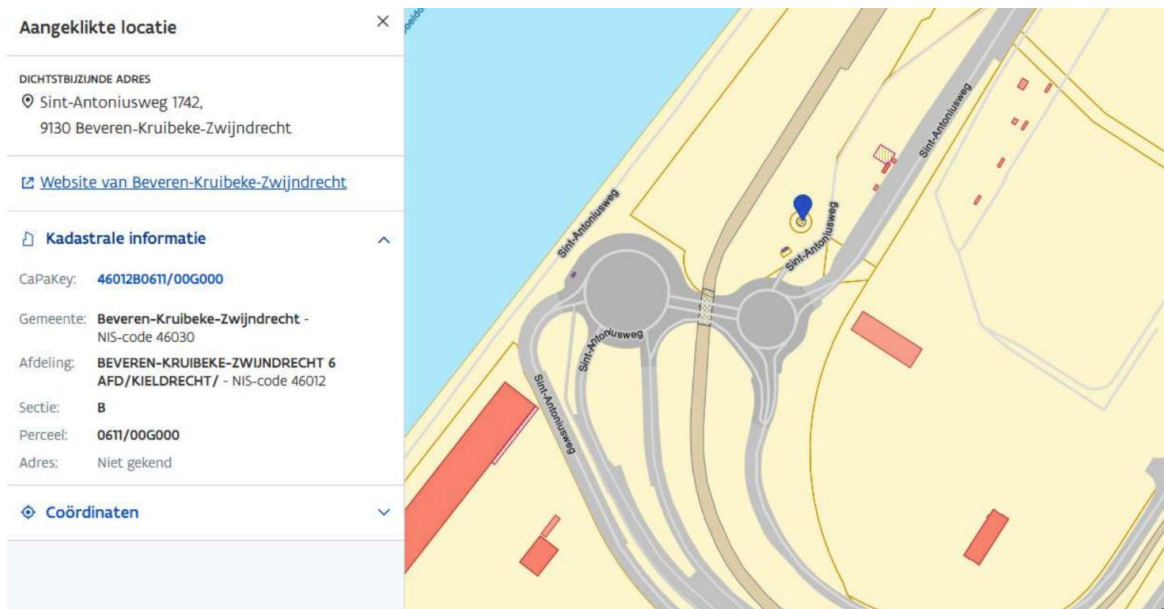 Aangeklikte locatie
DICHTSTBIJZIJNDE ADRES
Sint-Antoniusweg 1742,
9130 Beveren-Kruibeke-Zwijndrecht
Website van Beveren-Kruibeke-Zwijndrecht
Kadastrale informatie
CaPaKey: 46012B0611/00G000
Gemeente: Beveren-Kruibeke-Zwijndrecht -
NIS-code 46030
Afdeling: BEVEREN-KRUIBEKE-ZWIJNDRECHT 6
AFD/KIELDRECHT/ - NIS-code 46012
Sectie: B
Perceel: 0611/00G000
Adres: Niet gekend
Coördinaten
Sint-Antoniusweg
Sint-Antoniusweg
Sint-Antoniusweg
Sint-Antoniusweg
Sint-Antoniusweg